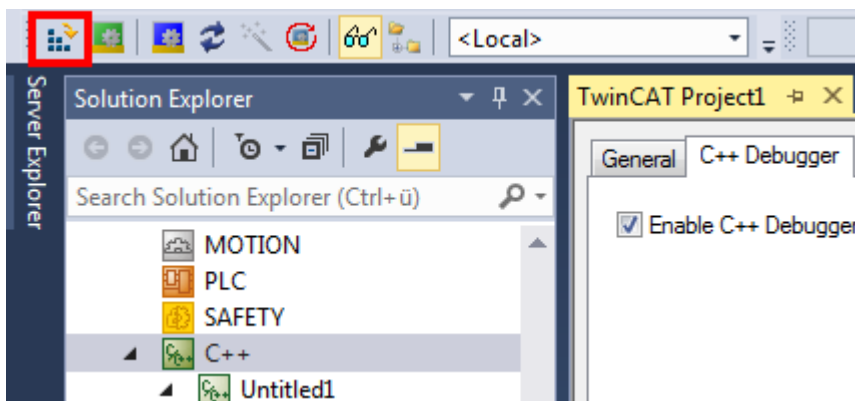 <Local>
Server Explorer
Solution Explorer
TwinCAT Project1
General
C++ Debugger
Search Solution Explorer (Ctrl+ü)
Enable C++ Debugger
MOTION
PLC
SAFETY
C++
Untitled1